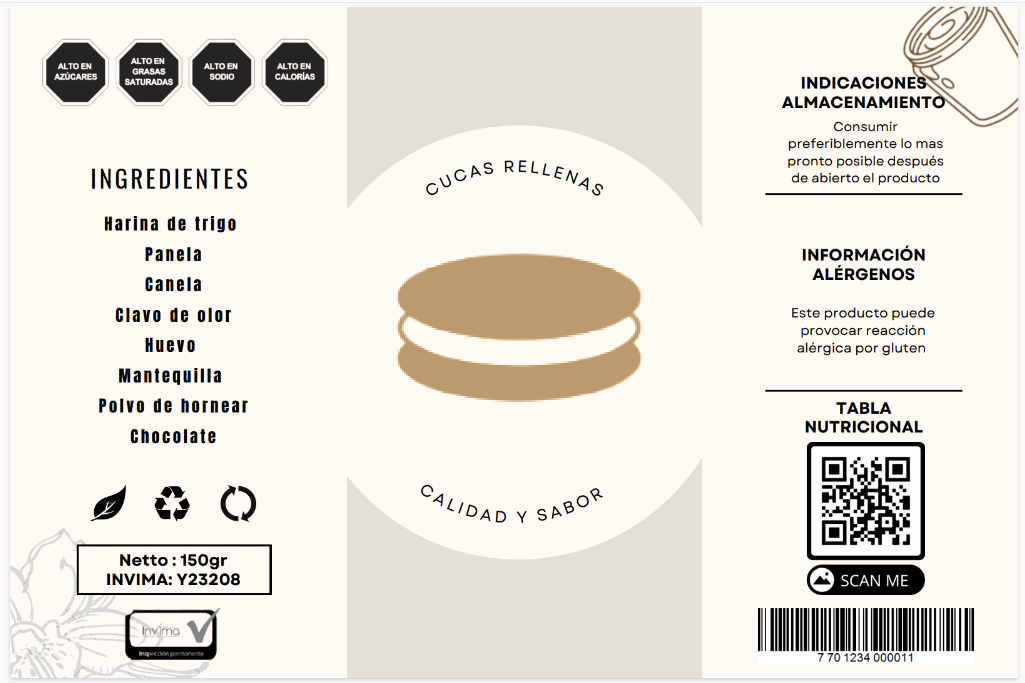 ALTO EN
AZÚCARES
ALTO EN
GRASAS
SATURADAS
ALTO EN
SODIO
ALTO EN
CALORÍAS
INGREDIENTES
Harina de trigo
Panela
Canela
Clavo de olor
Huevo
Mantequilla
Polvo de hornear
Chocolate
Netto : 150gr
INVIMA: Y23208
Invima
Inspección permanente
CUCAS RELLENAS
CALIDAD Y SABOR
INDICACIONES
ALMACENAMIENTO
Consumir
preferiblemente lo mas
pronto posible después
de abierto el producto
INFORMACIÓN
ALÉRGENOS
Este producto puede
provocar reacción
alérgica por gluten
TABLA
NUTRICIONAL
SCAN ME
7 70 1234 000011